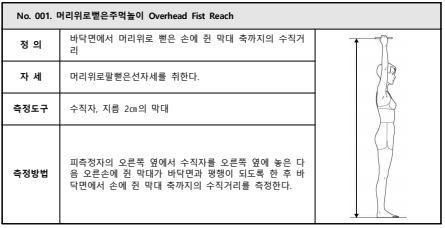 No. 001. 머리위로뻗은주먹높이 Overhead Fist Reach
정 의
바닥면에서 머리위로 뻗은 손에 쥔 막대 축까지의 수직거
리
자 세
머리위로팔뻗은선자세를 취한다.
측정도구
수직자, 지름 2㎝의 막대
측정방법
피측정자의 오른쪽 옆에서 수직자를 오른쪽 옆에 놓은 다
음 오른손에 쥔 막대가 바닥면과 평행이 되도록 한 후 바
닥면에서 손에 쥔 막대 축까지의 수직거리를 측정한다.